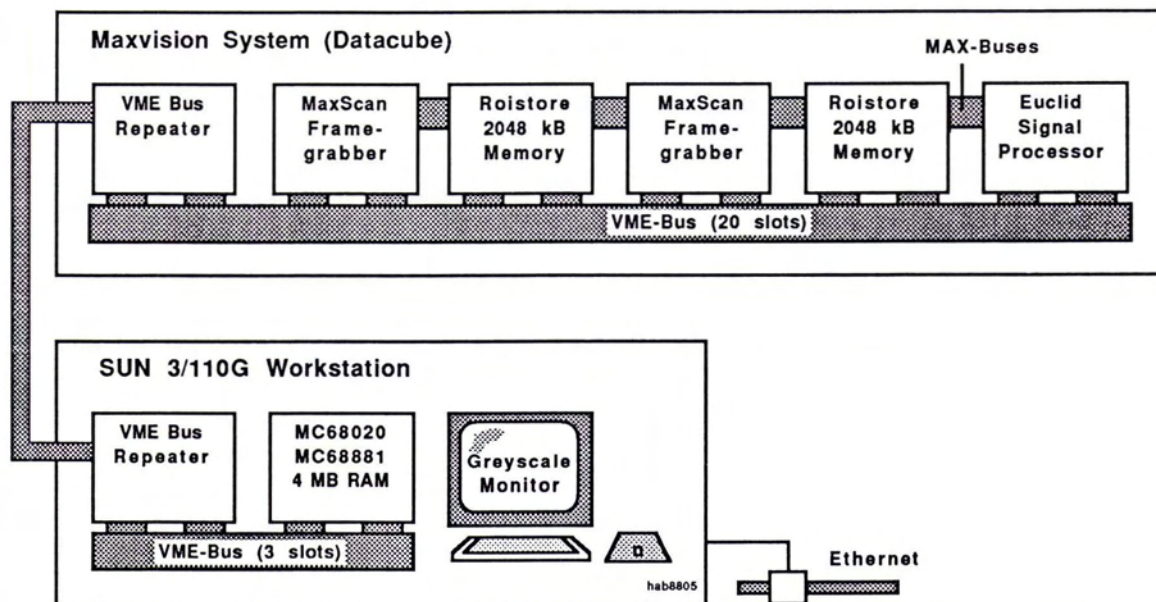 Maxvision System (Datacube)
MAX-Buses
VME Bus
Repeater
MaxScan
Frame-
grabber
Roistore
2048 kB
Memory
MaxScan
Frame-
grabber
Roistore
2048 kB
Memory
Euclid
Signal
Processor
VME-Bus (20 slots)
SUN 3/110G Workstation
VME Bus
Repeater
MC68020
MC68881
4 MB RAM
Greyscale
Monitor
VME-Bus (3 slots)
hab8805
Ethernet